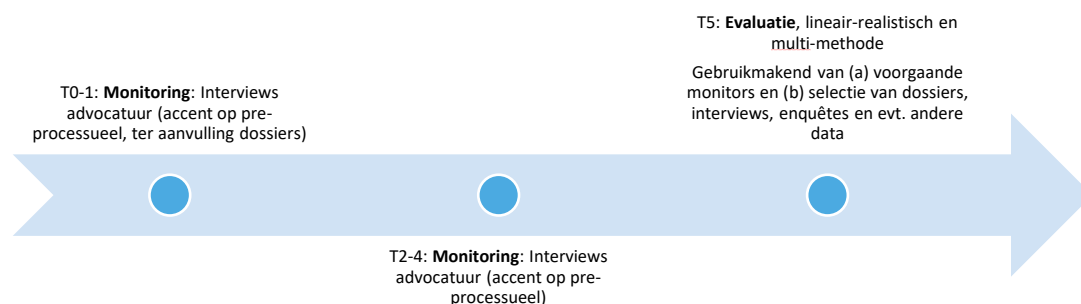 T0-1: Monitoring: Interviews
advocatuur (accent op pre-
processueel, ter aanvulling dossiers)
T2-4: Monitoring: Interviews
advocatuur (accent op pre-
processueel)
T5: Evaluatie, lineair-realistisch en
multi-methode
Gebruikmakend van (a) voorgaande
monitors en (b) selectie van dossiers,
interviews, enquêtes en evt. andere
data